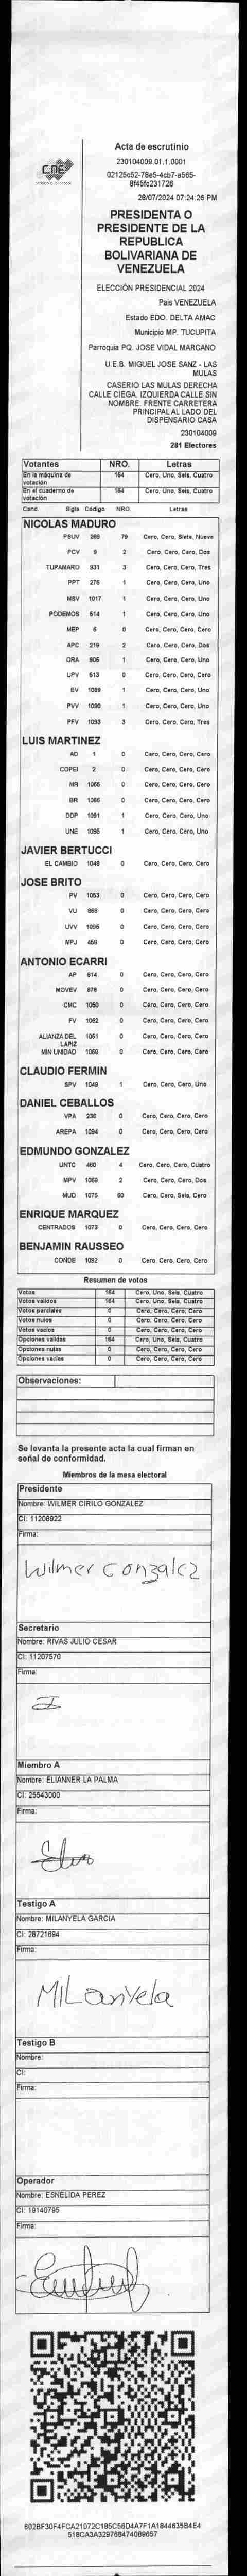 CNE
Acta de escrutinio
230104009.01.1.0001
02125c52-78e5-4cb7-a565-
8f45fc231726
28/07/2024 07:24:26 PM
PRESIDENTA O
PRESIDENTE DE LA
REPUBLICA
BOLIVARIANA DE
VENEZUELA
ELECCIÓN PRESIDENCIAL 2024
Pais VENEZUELA
Estado EDO. DELTA AMAC
Municipio MP. TUCUPITA
Parroquia PQ. JOSE VIDAL MARCANO
U.E.B. MIGUEL JOSE SANZ - LAS
MULAS
CASERIO LAS MULAS DERECHA
CALLE CIEGA. IZQUIERDA CALLE SIN
NOMBRE. FRENTE CARRETERA
PRINCIPAL AL LADO DEL
DISPENSARIO CASA
230104009
281 Electores
Votantes NRO. Letras
En la máquina de votación 164 Cero, Uno, Seis, Cuatro
En el cuaderno de votación 164 Cero, Uno, Seis, Cuatro
Cand. Sigla Código NRO. Letras
NICOLAS MADURO
PSUV 269 79 Cero, Cero, Siete, Nueve
PCV 9 2 Cero, Cero, Cero, Dos
TUPAMARO 931 3 Cero, Cero, Cero, Tres
PPT 276 1 Cero, Cero, Cero, Uno
MSV 1017 1 Cero, Cero, Cero, Uno
PODEMOS 514 1 Cero, Cero, Cero, Uno
MEP 6 0 Cero, Cero, Cero, Cero
APC 219 2 Cero, Cero, Cero, Dos
ORA 906 1 Cero, Cero, Cero, Uno
UPV 513 0 Cero, Cero, Cero, Cero
EV 1089 1 Cero, Cero, Cero, Uno
PVV 1090 1 Cero, Cero, Cero, Uno
PFV 1093 3 Cero, Cero, Cero, Tres
LUIS MARTINEZ
AD 1 0 Cero, Cero, Cero, Cero
COPEI 2 0 Cero, Cero, Cero, Cero
MR 1065 0 Cero, Cero, Cero, Cero
BR 1066 0 Cero, Cero, Cero, Cero
DDP 1091 1 Cero, Cero, Cero, Uno
UNE 1095 1 Cero, Cero, Cero, Uno
JAVIER BERTUCCI
EL CAMBIO 1048 0 Cero, Cero, Cero, Cero
JOSE BRITO
PV 1053 0 Cero, Cero, Cero, Cero
VU 868 0 Cero, Cero, Cero, Cero
UVV 1096 0 Cero, Cero, Cero, Cero
MPJ 458 0 Cero, Cero, Cero, Cero
ANTONIO ECARRI
AP 814 0 Cero, Cero, Cero, Cero
MOVEV 878 0 Cero, Cero, Cero, Cero
CMC 1050 0 Cero, Cero, Cero, Cero
FV 1062 0 Cero, Cero, Cero, Cero
ALIANZA DEL LAPIZ 1051 0 Cero, Cero, Cero, Cero
MIN UNIDAD 1068 0 Cero, Cero, Cero, Cero
CLAUDIO FERMIN
SPV 1049 1 Cero, Cero, Cero, Uno
DANIEL CEBALLOS
VPA 236 0 Cero, Cero, Cero, Cero
AREPA 1094 0 Cero, Cero, Cero, Cero
EDMUNDO GONZALEZ
UNTC 460 4 Cero, Cero, Cero, Cuatro
MPV 1069 2 Cero, Cero, Cero, Dos
MUD 1075 60 Cero, Cero, Seis, Cero
ENRIQUE MARQUEZ
CENTRADOS 1073 0 Cero, Cero, Cero, Cero
BENJAMIN RAUSSEO
CONDE 1092 0 Cero, Cero, Cero, Cero
Resumen de votos
Votos 164 Cero, Uno, Seis, Cuatro
Votos validos 164 Cero, Uno, Seis, Cuatro
Votos parciales 0 Cero, Cero, Cero, Cero
Votos nulos 0 Cero, Cero, Cero, Cero
Votos vacios 0 Cero, Cero, Cero, Cero
Opciones validas 164 Cero, Uno, Seis, Cuatro
Opciones nulas 0 Cero, Cero, Cero, Cero
Opciones vacias 0 Cero, Cero, Cero, Cero
Observaciones:
Se levanta la presente acta la cual firman en
señal de conformidad.
Miembros de la mesa electoral
Presidente
Nombre: WILMER CIRILO GONZALEZ
CI: 11208922
Firma:
Wilmer Gonzalez
Secretario
Nombre: RIVAS JULIO CESAR
CI: 11207570
Firma:
Miembro A
Nombre: ELIANNER LA PALMA
CI: 25543000
Firma:
Testigo A
Nombre: MILANYELA GARCIA
CI: 28721694
Firma:
MiLanyela
Testigo B
Nombre:
CI:
Firma:
Operador
Nombre: ESNELIDA PEREZ
CI: 19140795
Firma:
602BF30F4FCA21072C185C56D4A7F1A1844635B4E4
516CA3A329768474089657